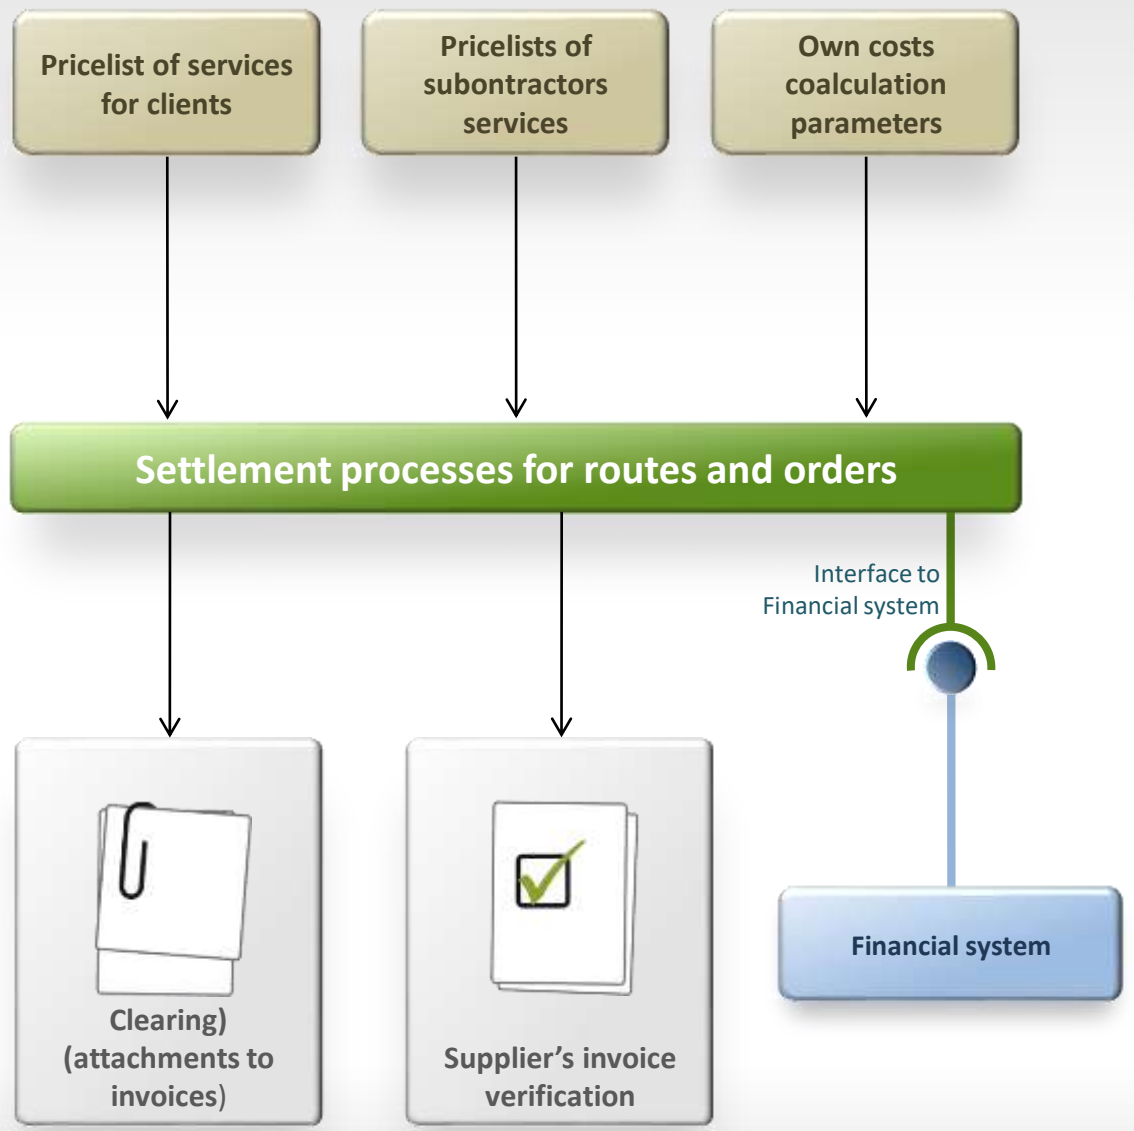 Pricelist of services
for clients
Pricelists of
subontractors
services
Own costs
coalculation
parameters
Settlement processes for routes and orders
Interface to
Financial system
Clearing)
(attachments to
invoices)
Supplier’s invoice
verification
Financial system